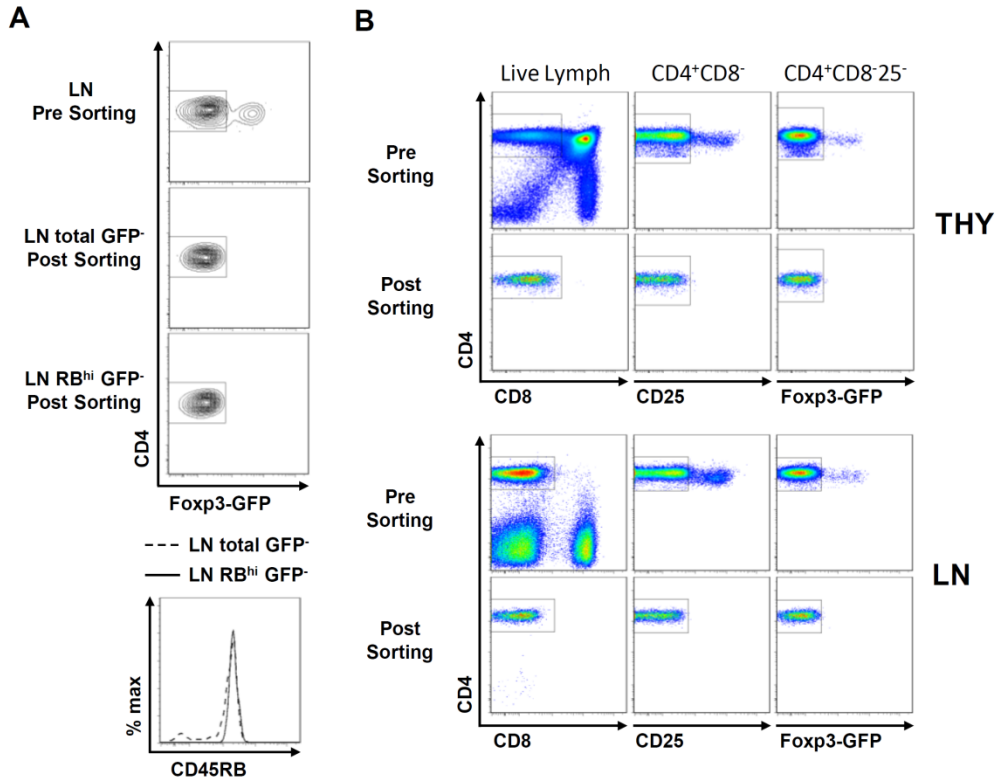 A
LN
Pre Sorting
LN total GFP-
Post Sorting
LN RBhi GFP-
Post Sorting
CD4
Foxp3-GFP
LN total GFP-
LN RBhi GFP-
% max
CD45RB
B
Live Lymph CD4+CD8- CD4+CD8-25-
Pre
Sorting
THY
Post
Sorting
CD4
CD8 CD25 Foxp3-GFP
Pre
Sorting
LN
Post
Sorting
CD4
CD8 CD25 Foxp3-GFP